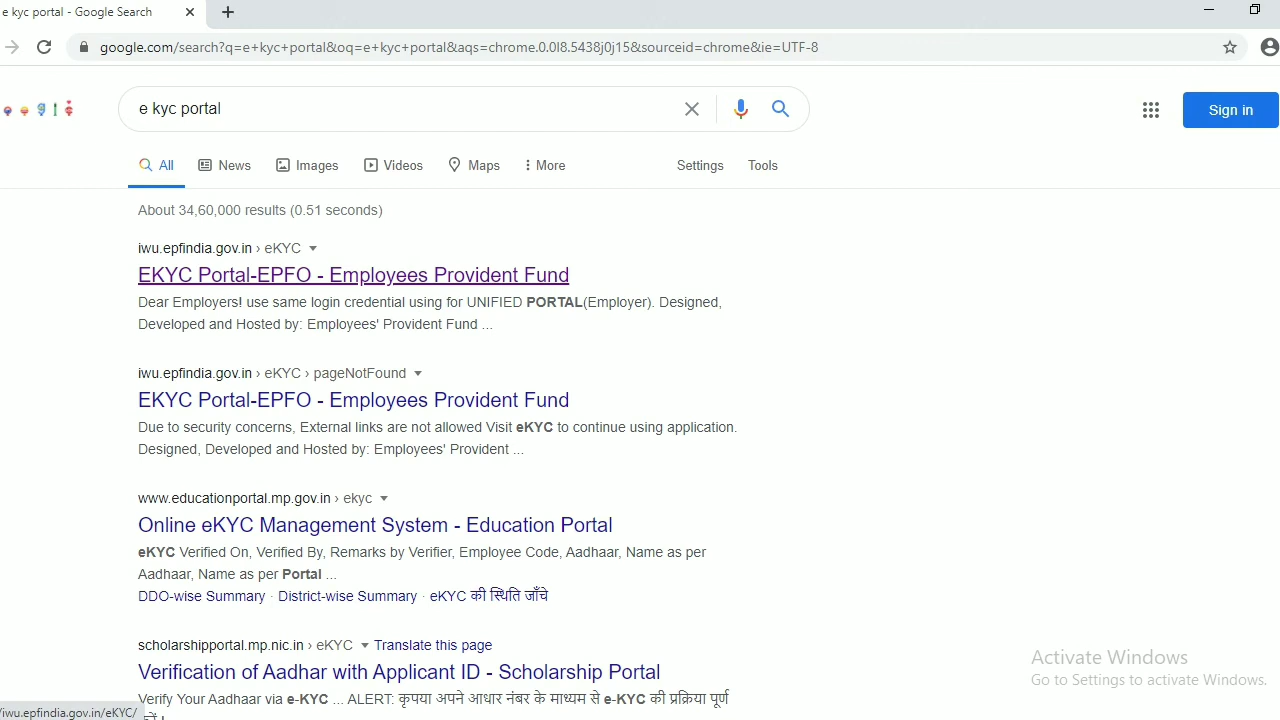 e kyc portal - Google Search
google.com/search?q=e+kyc+portal&oq=e+kyc+portal&aqs=chrome.0.0l8.5438j0j15&sourceid=chrome&ie=UTF-8
e kyc portal
Sign in
All News Images Videos Maps More Settings Tools
About 34,60,000 results (0.51 seconds)
iwu.epfindia.gov.in › eKYC
EKYC Portal-EPFO - Employees Provident Fund
Dear Employers! use same login credential using for UNIFIED PORTAL(Employer). Designed,
Developed and Hosted by: Employees' Provident Fund ...
iwu.epfindia.gov.in › eKYC › pageNotFound
EKYC Portal-EPFO - Employees Provident Fund
Due to security concerns, External links are not allowed Visit eKYC to continue using application.
Designed, Developed and Hosted by: Employees' Provident ...
www.educationportal.mp.gov.in › ekyc
Online eKYC Management System - Education Portal
eKYC Verified On, Verified By, Remarks by Verifier, Employee Code, Aadhaar, Name as per
Aadhaar, Name as per Portal ...
DDO-wise Summary · District-wise Summary · eKYC की स्थिति जाँचे
scholarshipportal.mp.nic.in › eKYC Translate this page
Verification of Aadhar with Applicant ID - Scholarship Portal
Verify Your Aadhaar via e-KYC ... ALERT: कृपया अपने आधार नंबर के माध्यम से e-KYC की प्रक्रिया पूर्ण
Activate Windows
Go to Settings to activate Windows.
/iwu.epfindia.gov.in/eKYC/